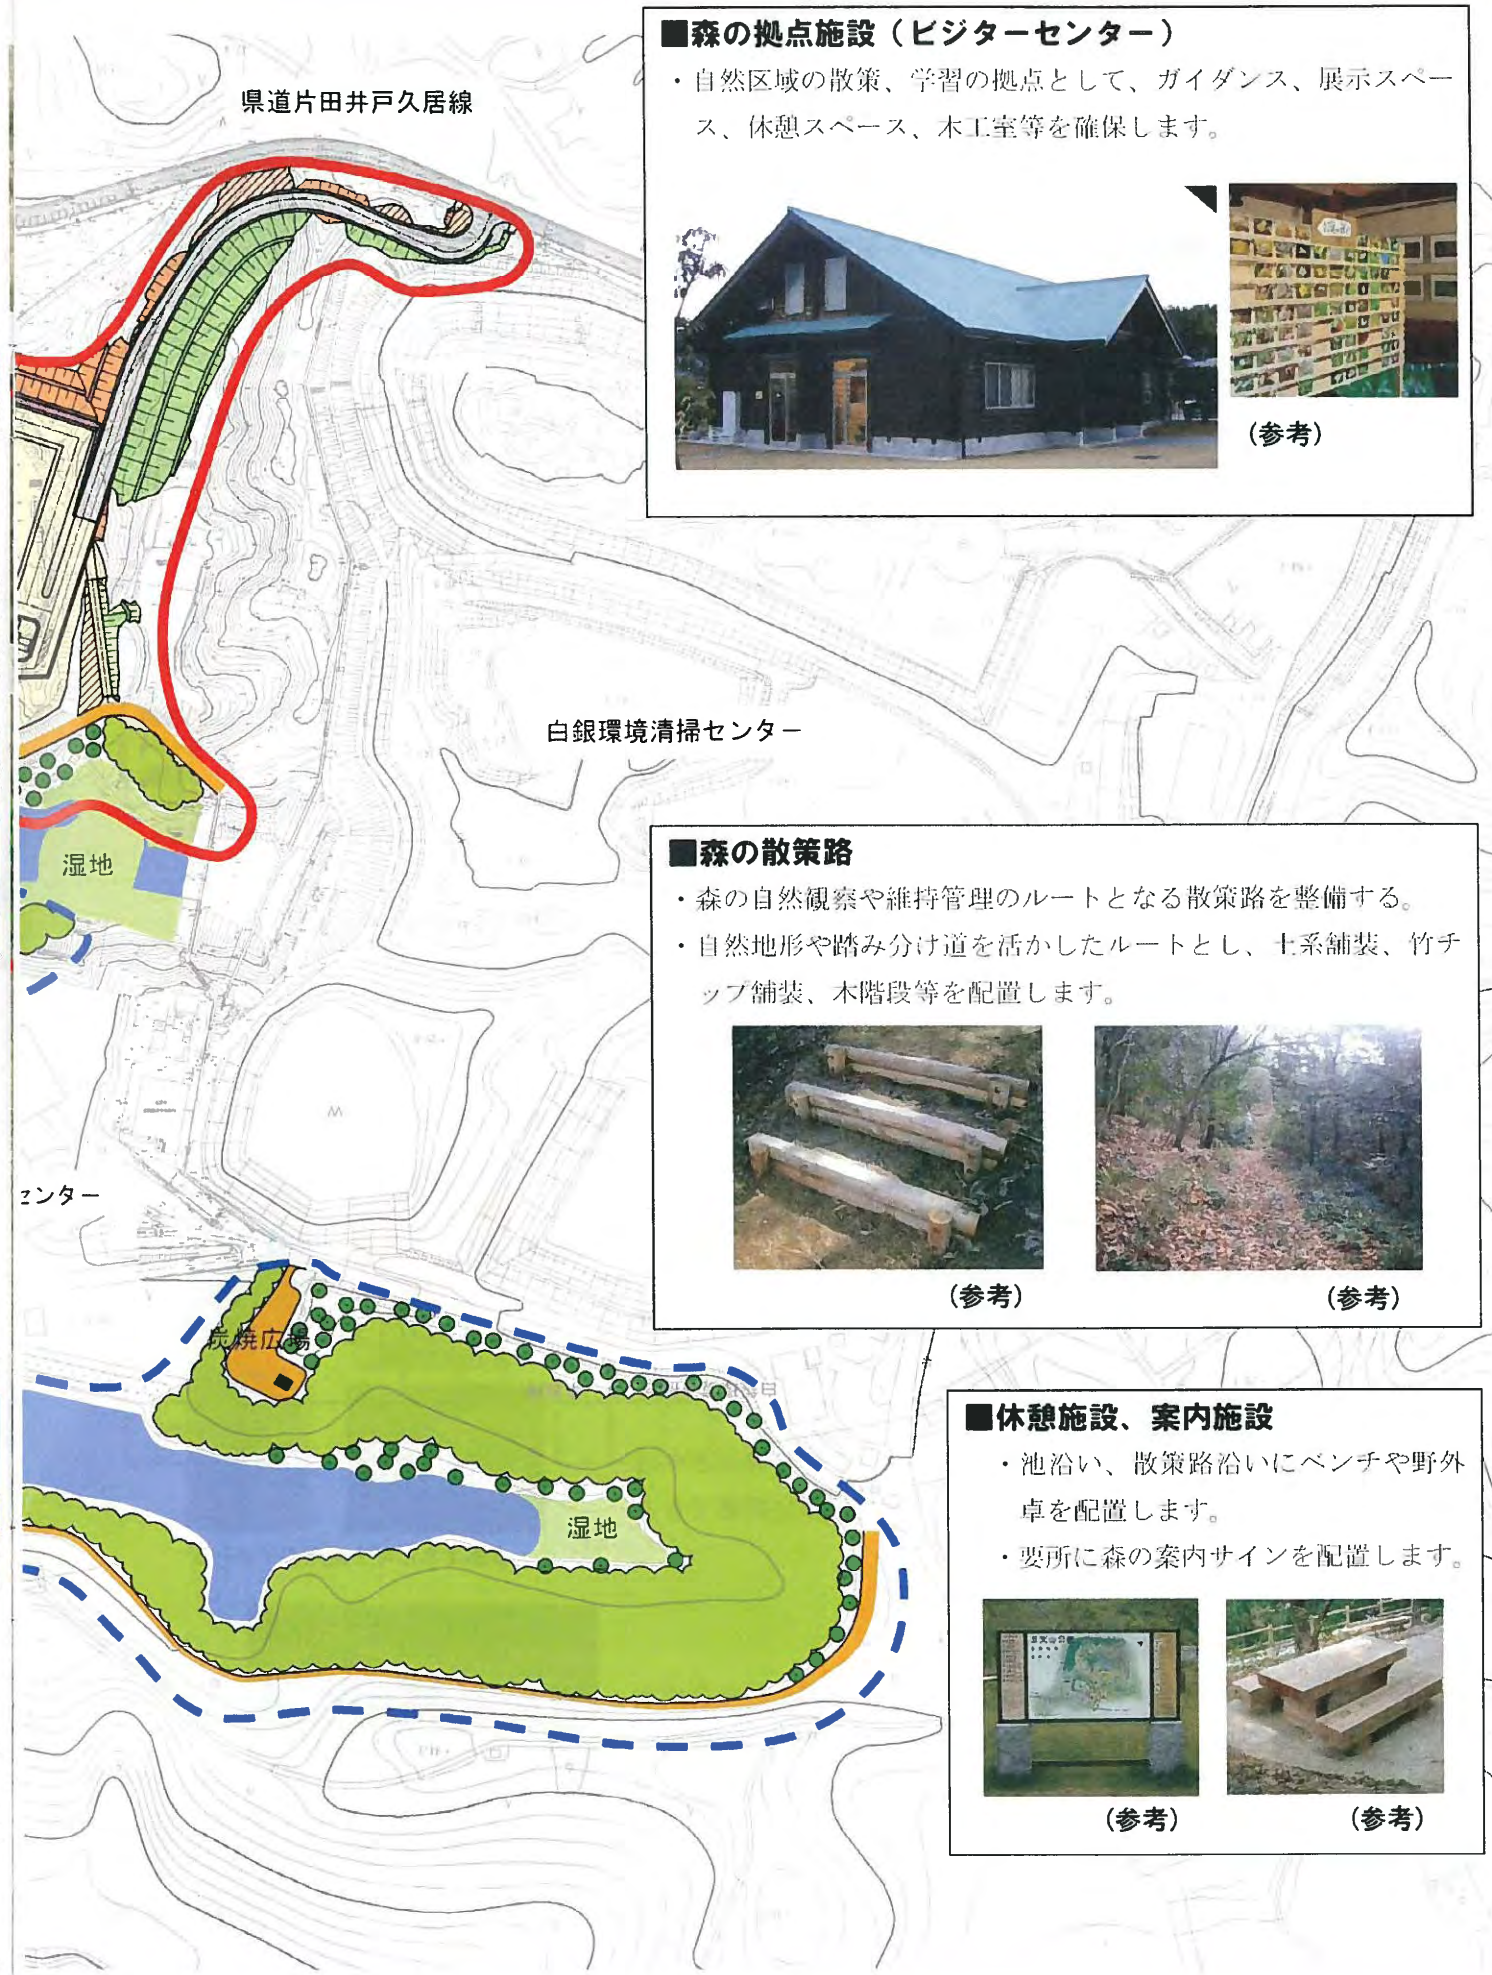 県道片田井戸久居線
■森の拠点施設（ビジターセンター）
・自然区域の散策、学習の拠点として、ガイダンス、展示スペー
ス、休憩スペース、木工室等を確保します。
（参考）
白銀環境清掃センター
湿地
■森の散策路
・森の自然観察や維持管理のルートとなる散策路を整備する。
・自然地形や踏み分け道を活かしたルートとし、土系舗装、竹チ
ップ舗装、木階段等を配置します。
（参考）
（参考）
センター
炭焼広場
湿地
■休憩施設、案内施設
・池沿い、散策路沿いにベンチや野外
卓を配置します。
・要所に森の案内サインを配置します。
（参考）
（参考）